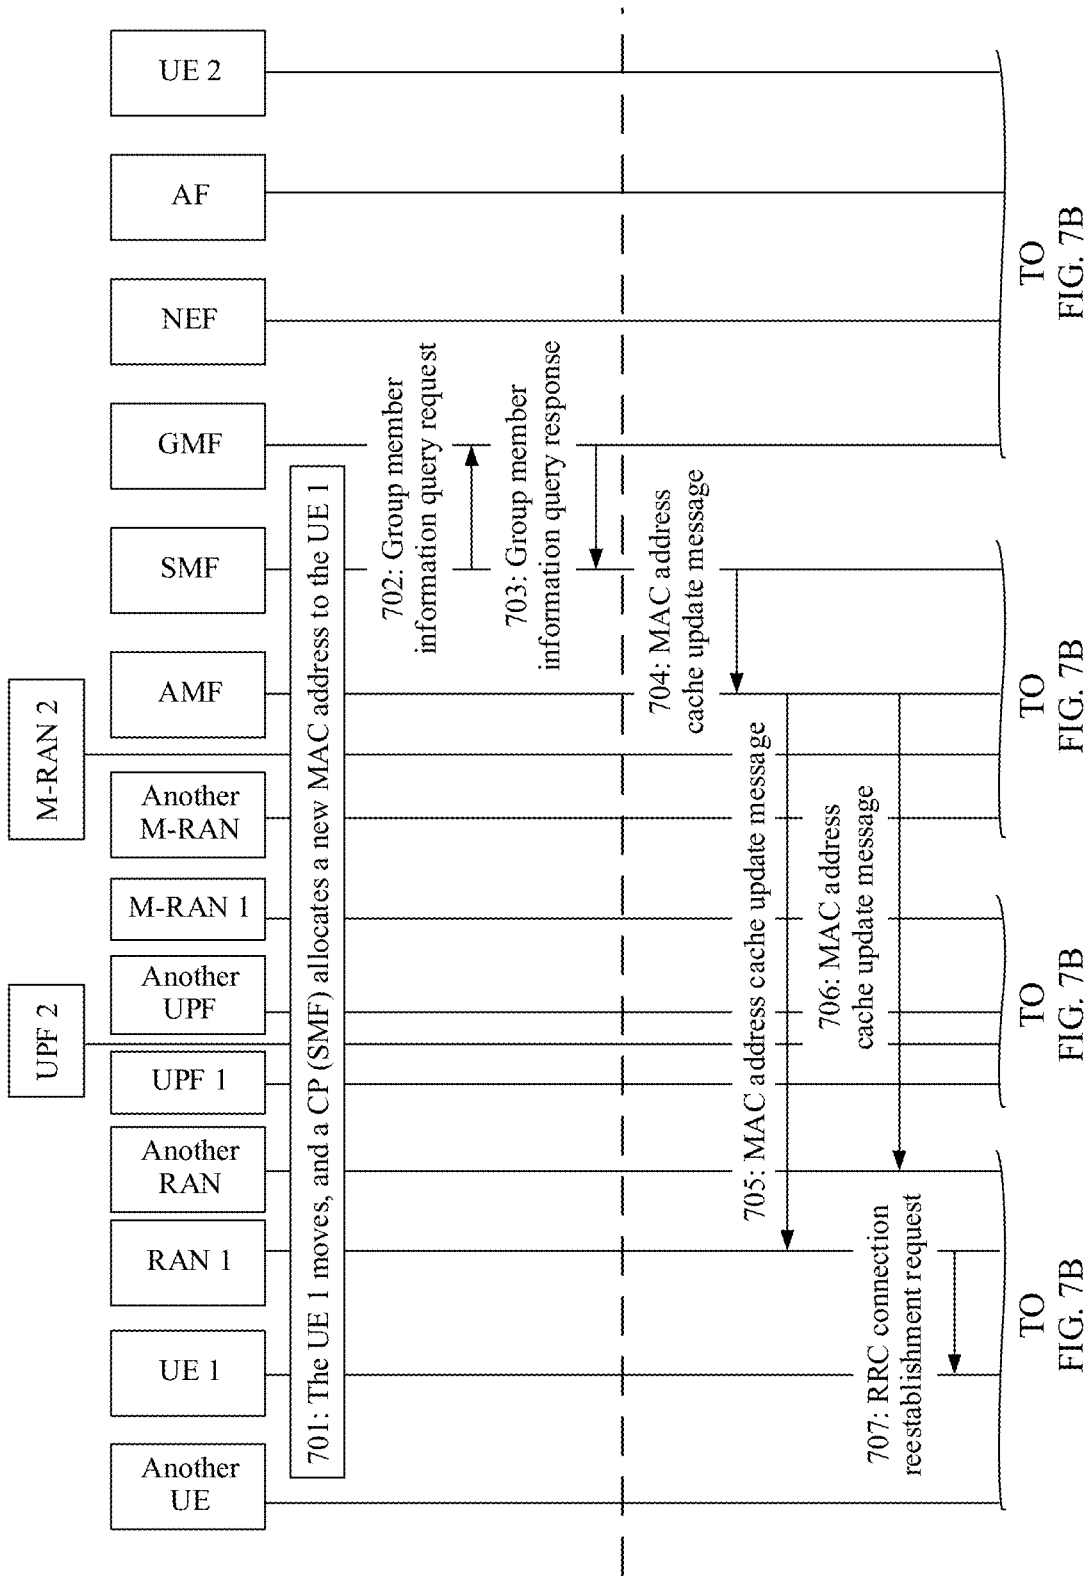 UPF 2
M-RAN 2
Another
UE
UE 1
RAN 1
Another
RAN
UPF 1
Another
UPF
M-RAN 1
Another
M-RAN
AMF
SMF
GMF
NEF
AF
UE 2
701: The UE 1 moves, and a CP (SMF) allocates a new MAC address to the UE 1
702: Group member
information query request
703: Group member
information query response
704: MAC address
cache update message
705: MAC address cache update message
706: MAC address
cache update message
707: RRC connection
reestablishment request
TO
FIG. 7B
TO
FIG. 7B
TO
FIG. 7B
TO
FIG. 7B